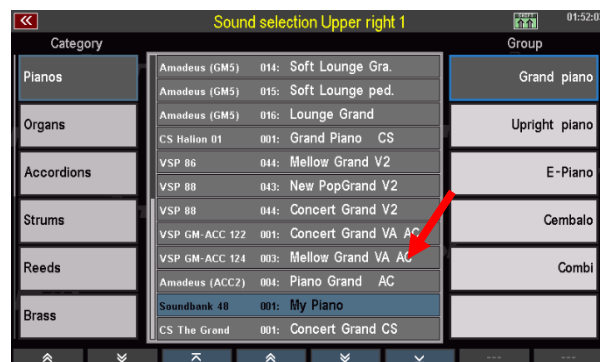 Sound selection Upper right 1
01:52:0
Category
Group
Pianos
Organs
Accordions
Strums
Reeds
Brass
Amadeus (GM5) 014: Soft Lounge Gra.
Amadeus (GM5) 015: Soft Lounge ped.
Amadeus (GM5) 016: Lounge Grand
CS Halion 01 001: Grand Piano CS
VSP 86 044: Mellow Grand V2
VSP 88 043: New PopGrand V2
VSP 88 044: Concert Grand V2
VSP GM-ACC 122 001: Concert Grand VA AC
VSP GM-ACC 124 003: Mellow Grand VA AC
Amadeus (ACC2) 004: Piano Grand AC
Soundbank 48 001: My Piano
CS The Grand 001: Concert Grand CS
Grand piano
Upright piano
E-Piano
Cembalo
Combi
--- ---